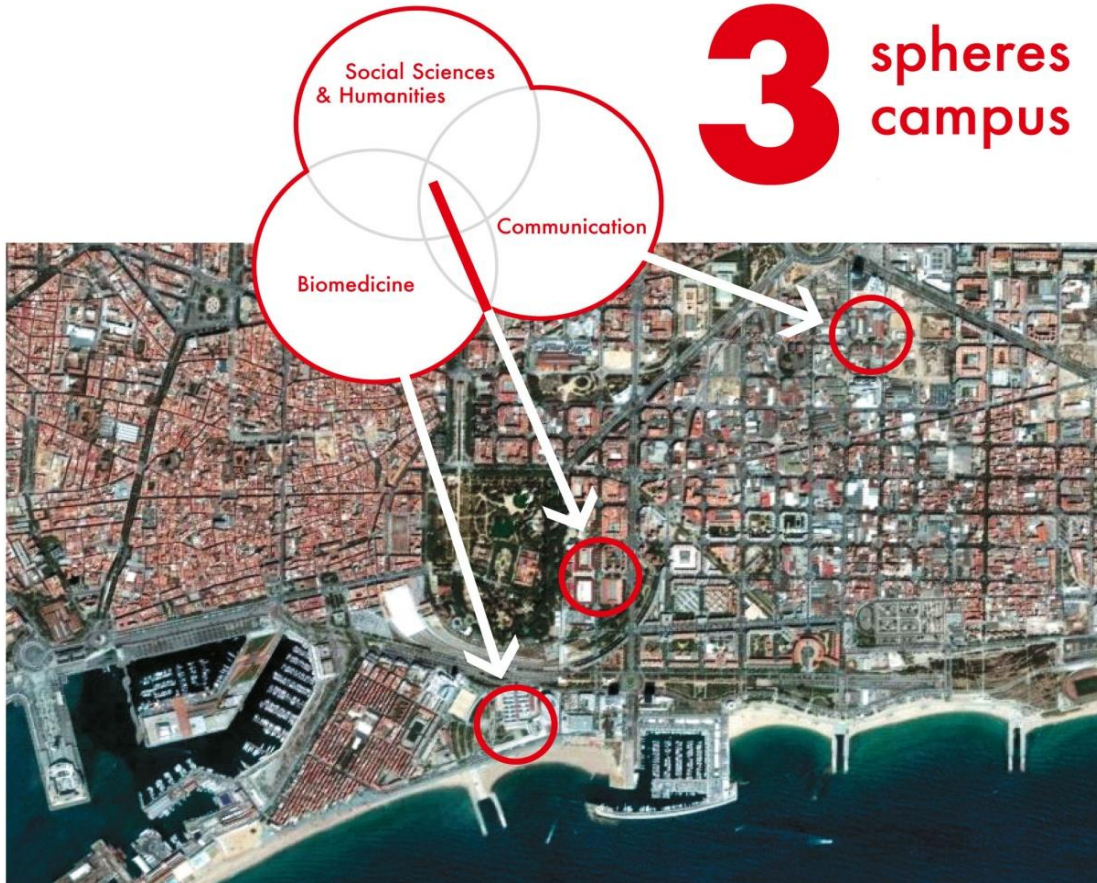 3
spheres
campus
Social Sciences
& Humanities
Communication
Biomedicine